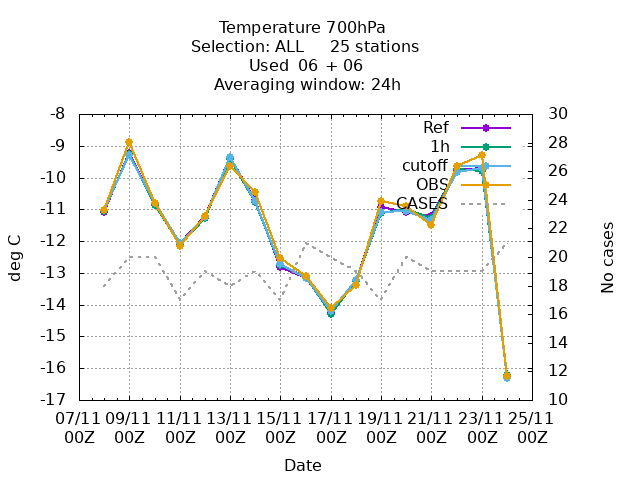 Temperature 700hPa
Selection: ALL     25 stations
Used  06 + 06
Averaging window: 24h
-8
-9
-10
-11
-12
-13
-14
-15
-16
-17
30
28
26
24
22
20
18
16
14
12
10
Ref
1h
cutoff
OBS
CASES
deg C
No cases
07/11 09/11 11/11 13/11 15/11 17/11 19/11 21/11 23/11 25/11
00Z 00Z 00Z 00Z 00Z 00Z 00Z 00Z 00Z 00Z
Date